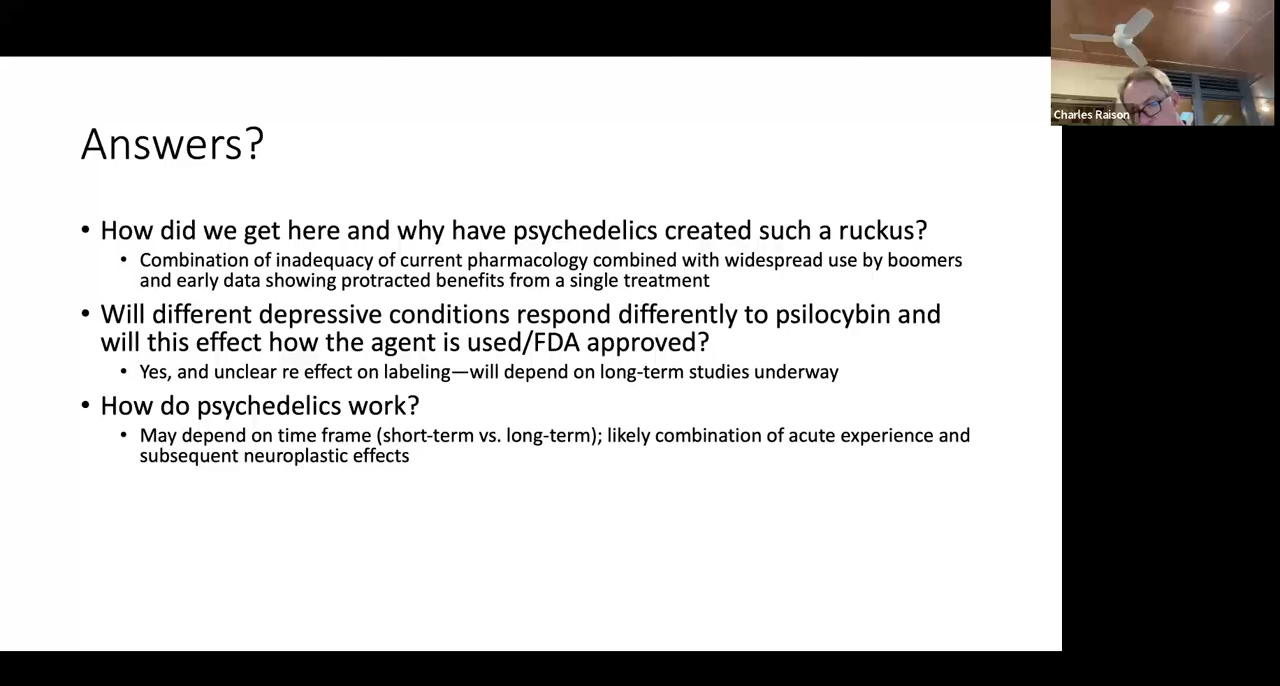 Charles Raison
Answers?
• How did we get here and why have psychedelics created such a ruckus?
• Combination of inadequacy of current pharmacology combined with widespread use by boomers
and early data showing protracted benefits from a single treatment
• Will different depressive conditions respond differently to psilocybin and
will this effect how the agent is used/FDA approved?
• Yes, and unclear re effect on labeling—will depend on long-term studies underway
• How do psychedelics work?
• May depend on time frame (short-term vs. long-term); likely combination of acute experience and
subsequent neuroplastic effects